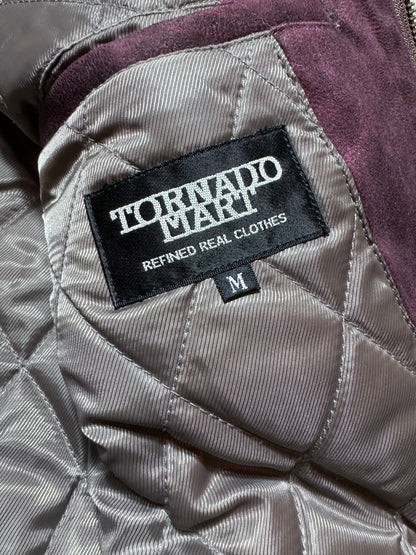 TORNADO
MART
REFINED REAL CLOTHES
M